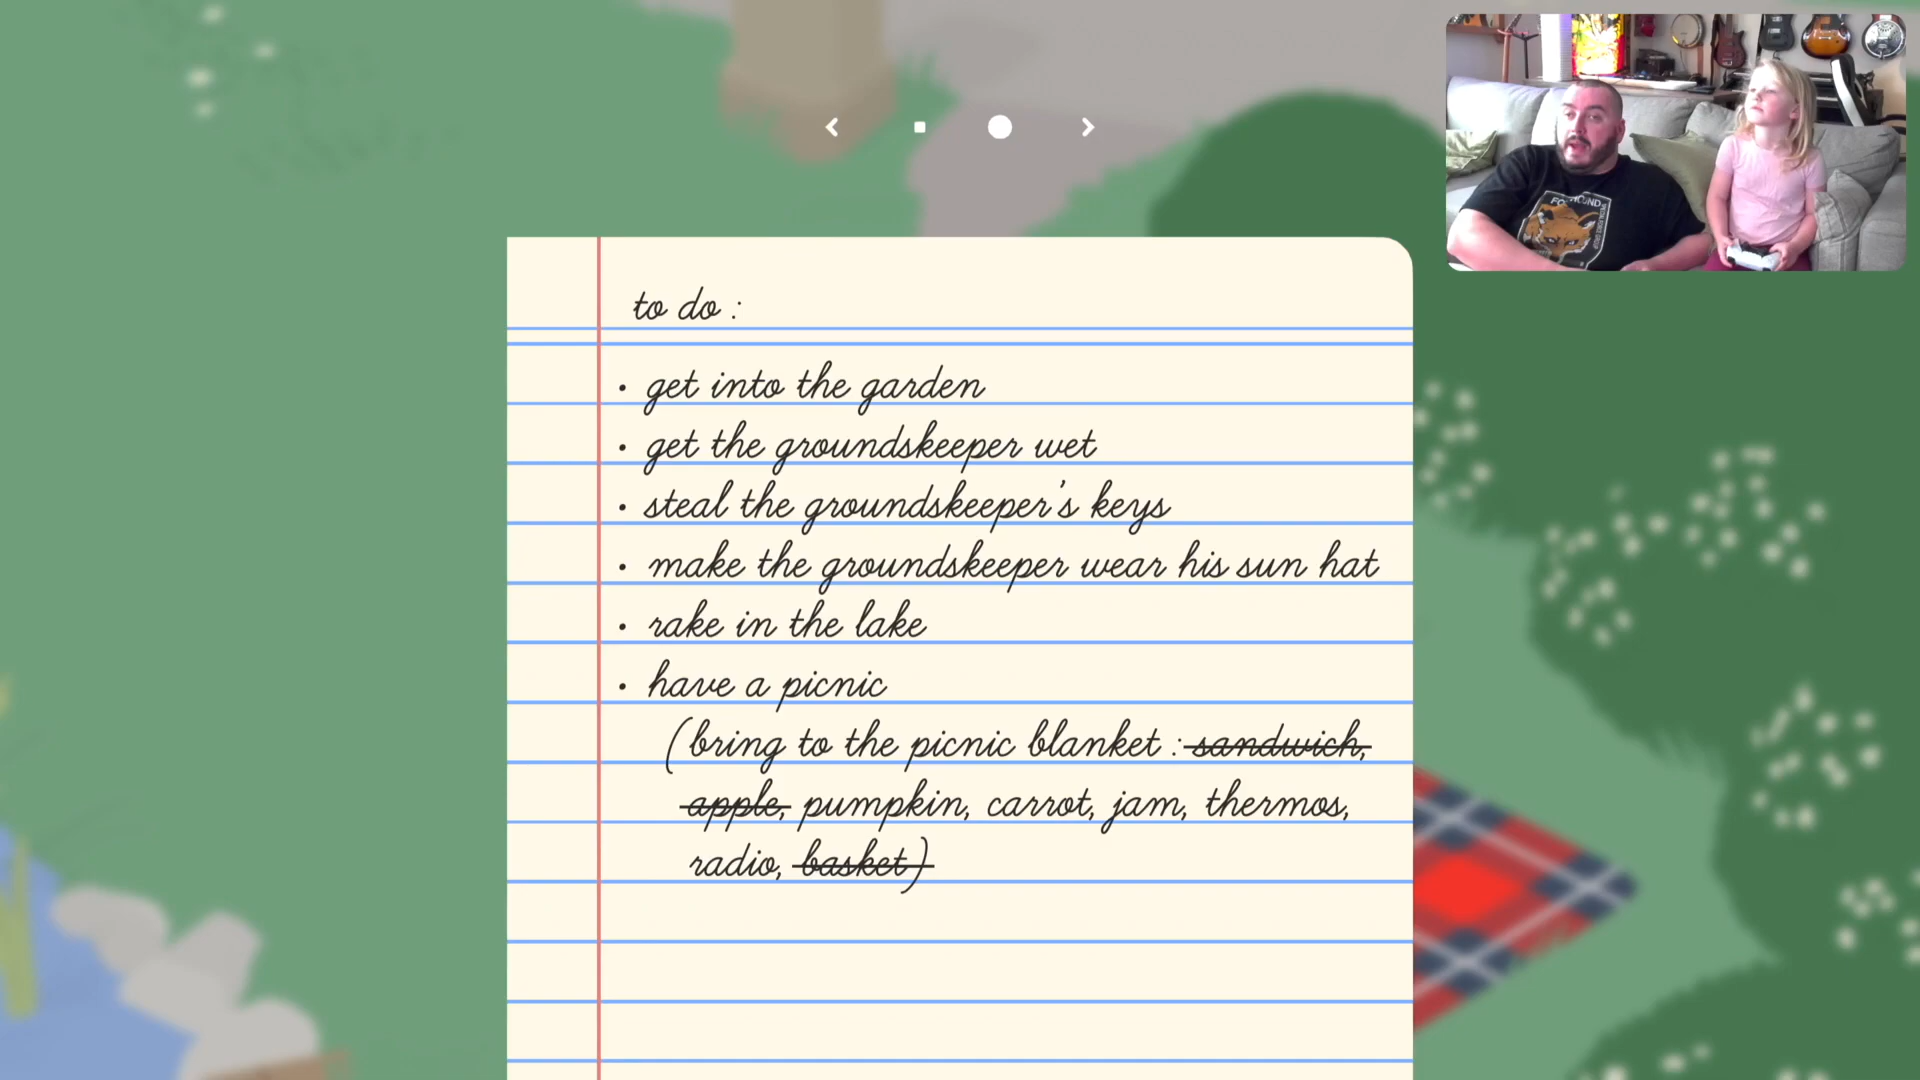 to do :
• get into the garden
• get the groundskeeper wet
• steal the groundskeeper's keys
• make the groundskeeper wear his sun hat
• rake in the lake
• have a picnic
(bring to the picnic blanket : sandwich,
apple, pumpkin, carrot, jam, thermos,
radio, basket)
FOXHOUND